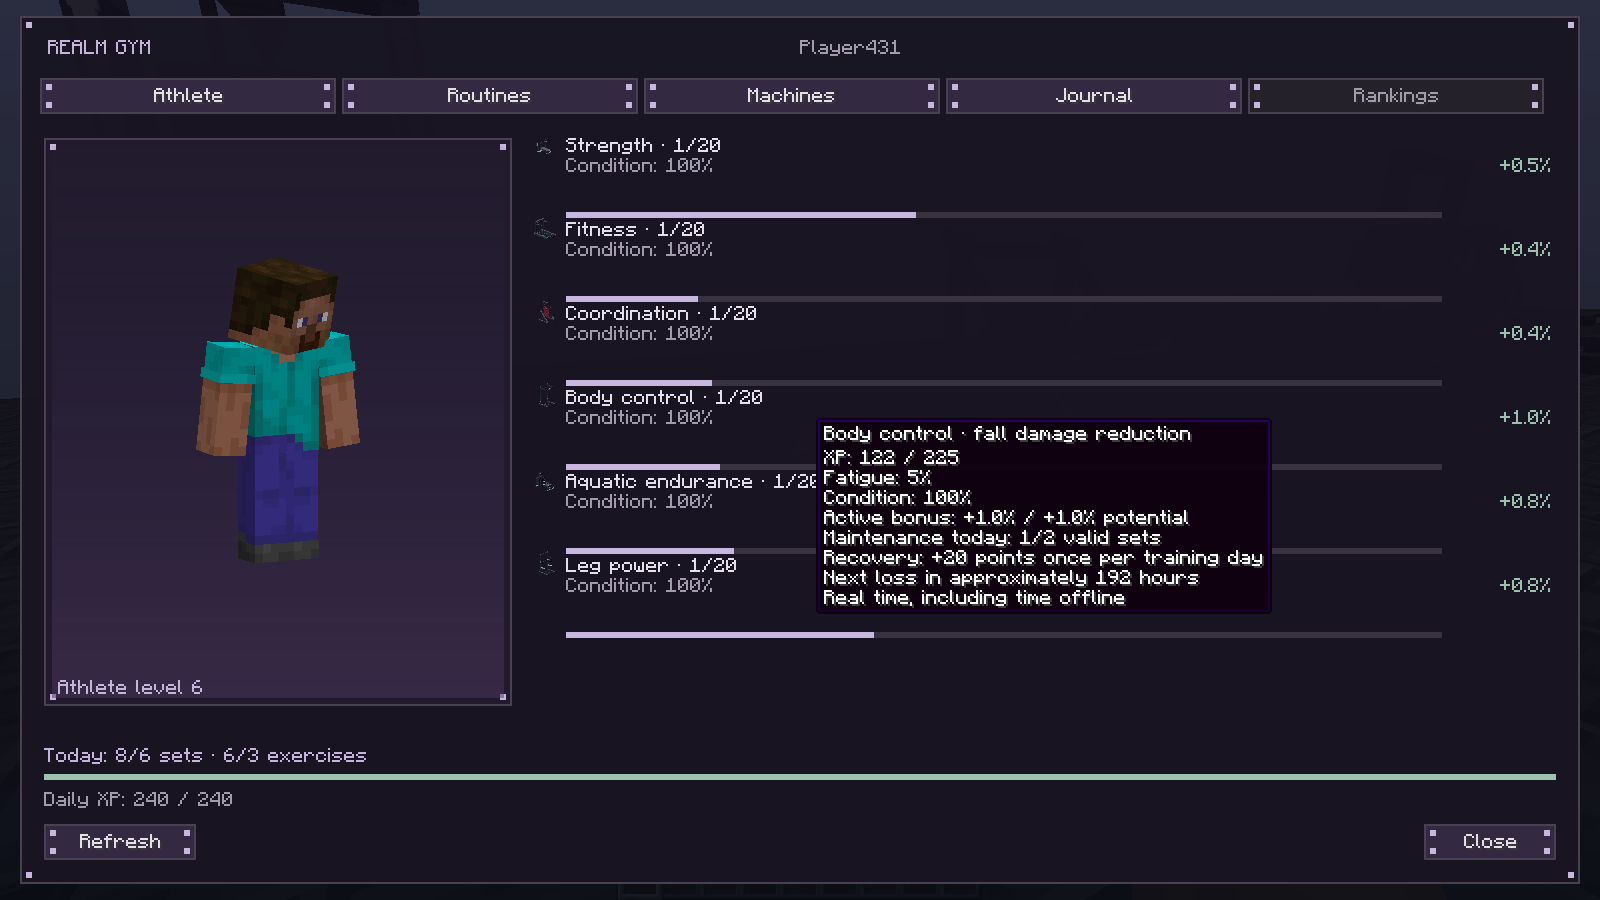 REALM GYM
Player431
Athlete
Routines
Machines
Journal
Rankings
Strength · 1/20
Condition: 100%
+0.5%
Fitness · 1/20
Condition: 100%
+0.4%
Coordination · 1/20
Condition: 100%
+0.4%
Body control · 1/20
Condition: 100%
+1.0%
Body control · fall damage reduction
XP: 122 / 225
Fatigue: 5%
Condition: 100%
Active bonus: +1.0% / +1.0% potential
Maintenance today: 1/2 valid sets
Recovery: +20 points once per training day
Next loss in approximately 192 hours
Real time, including time offline
Aquatic endurance · 1/20
Condition: 100%
+0.8%
Leg power · 1/20
Condition: 100%
+0.8%
Athlete level 6
Today: 8/6 sets · 6/3 exercises
Daily XP: 240 / 240
Refresh
Close